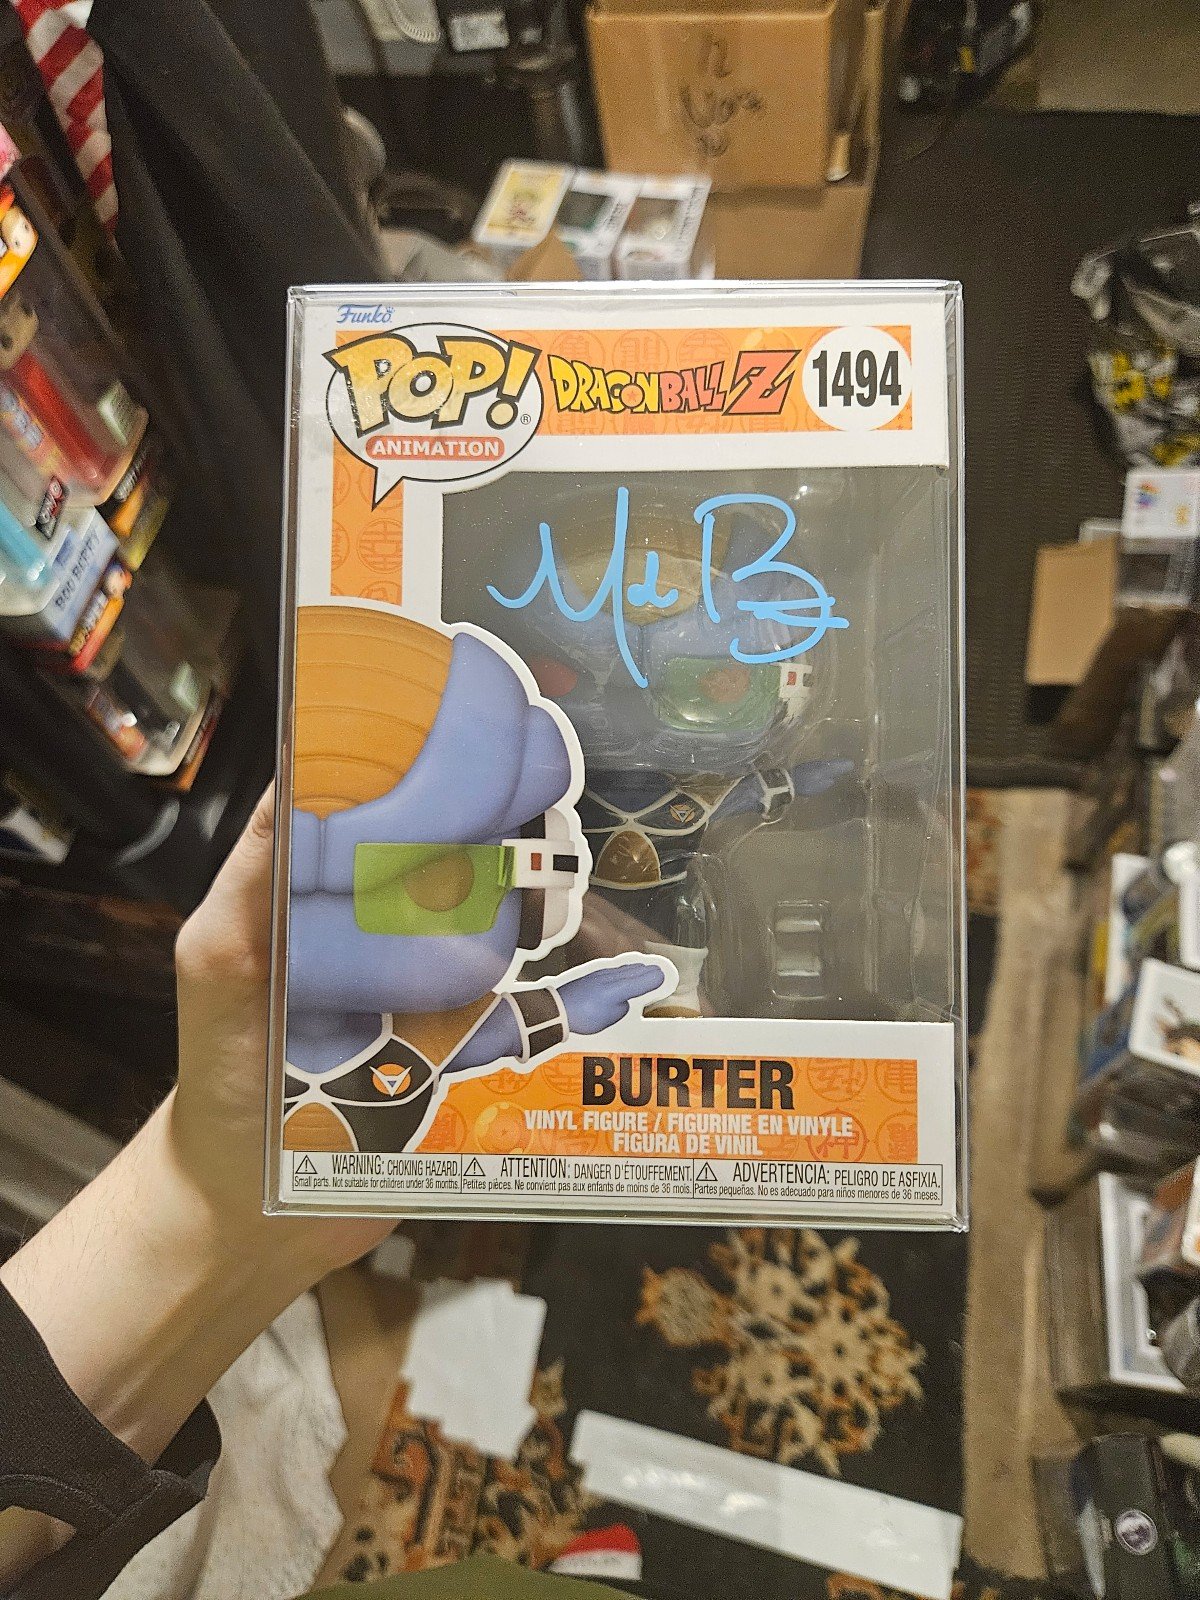 Funko
POP!
ANIMATION
DRAGONBALL Z
1494
BURTER
VINYL FIGURE / FIGURINE EN VINYLE
FIGURA DE VINIL
WARNING: CHOKING HAZARD.
Small parts. Not suitable for children under 36 months.
ATTENTION: DANGER D'ÉTOUFFEMENT.
Petites pièces. Ne convient pas aux enfants de moins de 36 mois.
ADVERTENCIA: PELIGRO DE ASFIXIA.
Partes pequeñas. No es adecuado para niños menores de 36 meses.